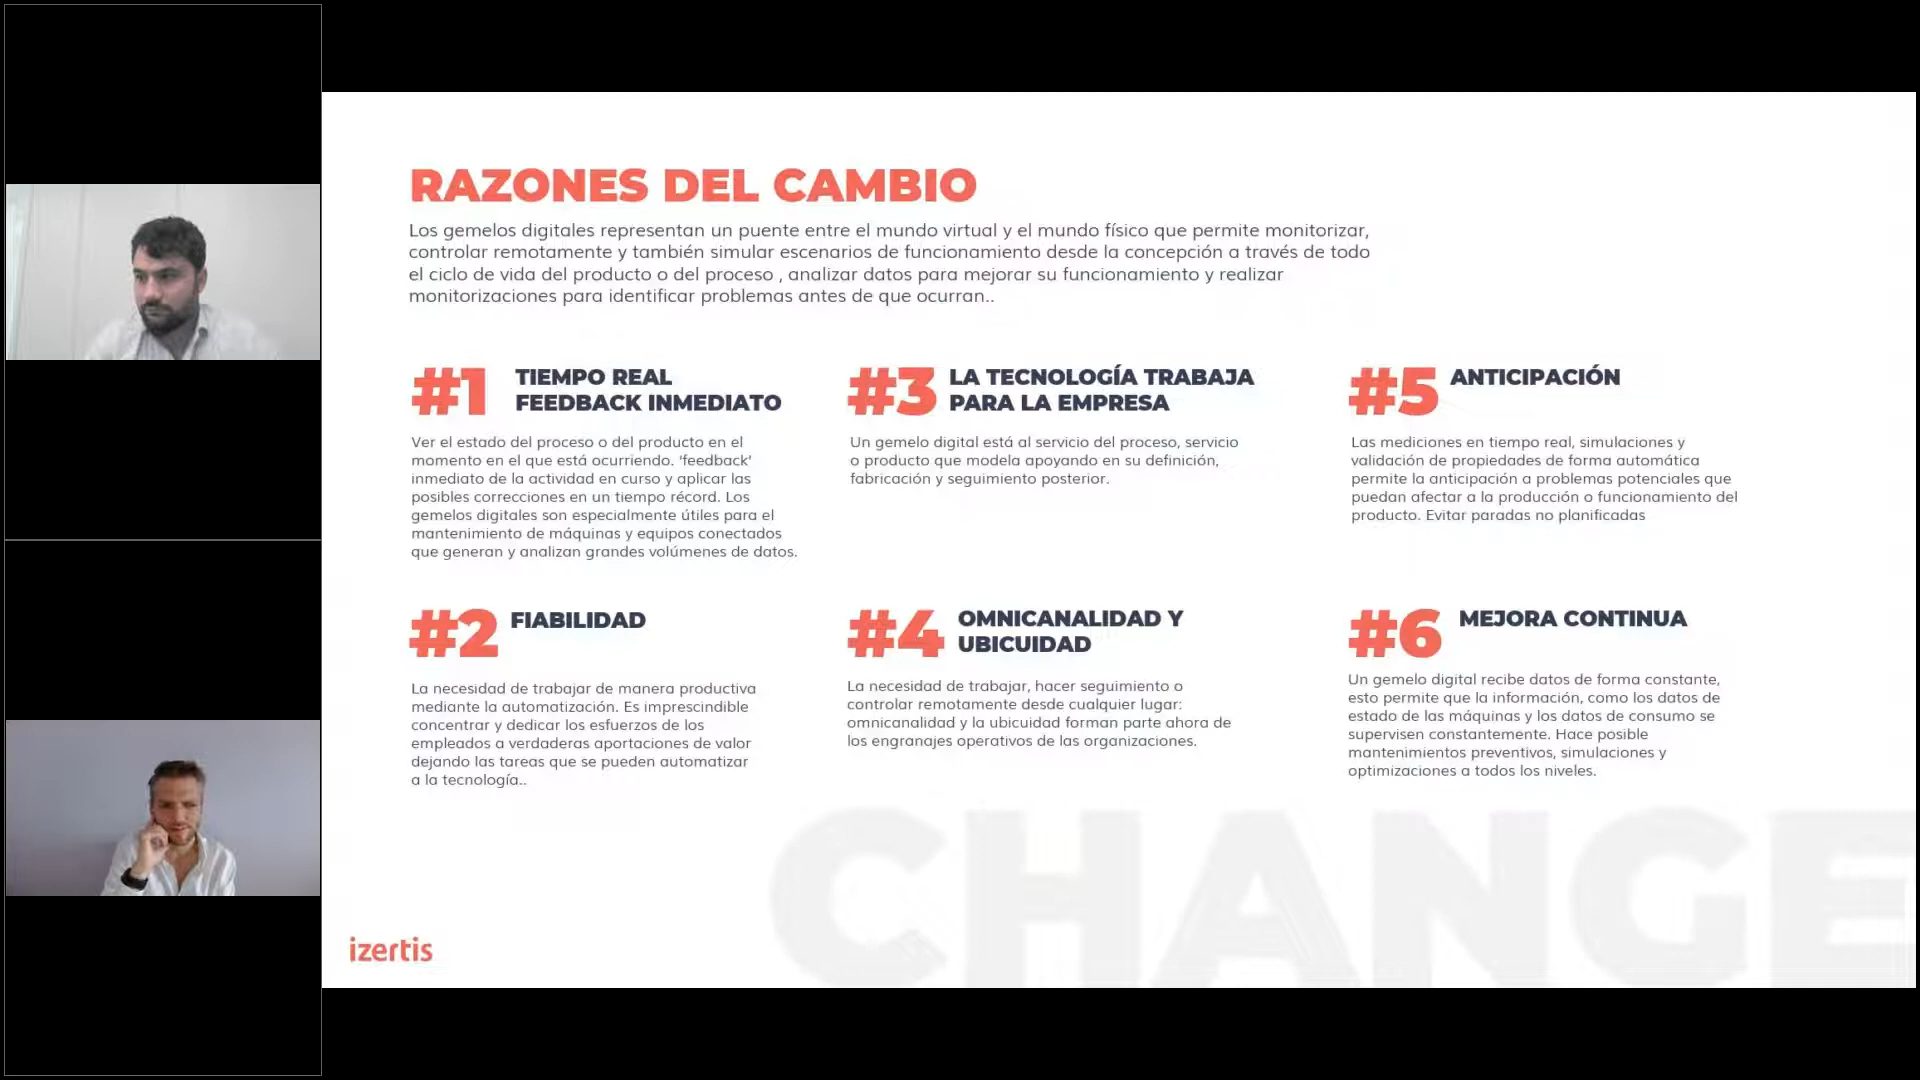 RAZONES DEL CAMBIO
Los gemelos digitales representan un puente entre el mundo virtual y el mundo físico que permite monitorizar,
controlar remotamente y también simular escenarios de funcionamiento desde la concepción a través de todo
el ciclo de vida del producto o del proceso , analizar datos para mejorar su funcionamiento y realizar
monitorizaciones para identificar problemas antes de que ocurran..
#1 TIEMPO REAL
FEEDBACK INMEDIATO
Ver el estado del proceso o del producto en el
momento en el que está ocurriendo. 'feedback'
inmediato de la actividad en curso y aplicar las
posibles correcciones en un tiempo récord. Los
gemelos digitales son especialmente útiles para el
mantenimiento de máquinas y equipos conectados
que generan y analizan grandes volúmenes de datos.
#2 FIABILIDAD
La necesidad de trabajar de manera productiva
mediante la automatización. Es imprescindible
concentrar y dedicar los esfuerzos de los
empleados a verdaderas aportaciones de valor
dejando las tareas que se pueden automatizar
a la tecnología..
#3 LA TECNOLOGÍA TRABAJA
PARA LA EMPRESA
Un gemelo digital está al servicio del proceso, servicio
o producto que modela apoyando en su definición,
fabricación y seguimiento posterior.
#4 OMNICANALIDAD Y
UBICUIDAD
La necesidad de trabajar, hacer seguimiento o
controlar remotamente desde cualquier lugar:
omnicanalidad y la ubicuidad forman parte ahora de
los engranajes operativos de las organizaciones.
#5 ANTICIPACIÓN
Las mediciones en tiempo real, simulaciones y
validación de propiedades de forma automática
permite la anticipación a problemas potenciales que
puedan afectar a la producción o funcionamiento del
producto. Evitar paradas no planificadas
#6 MEJORA CONTINUA
Un gemelo digital recibe datos de forma constante,
esto permite que la información, como los datos de
estado de las máquinas y los datos de consumo se
supervisen constantemente. Hace posible
mantenimientos preventivos, simulaciones y
optimizaciones a todos los niveles.
CHANGE
izertis